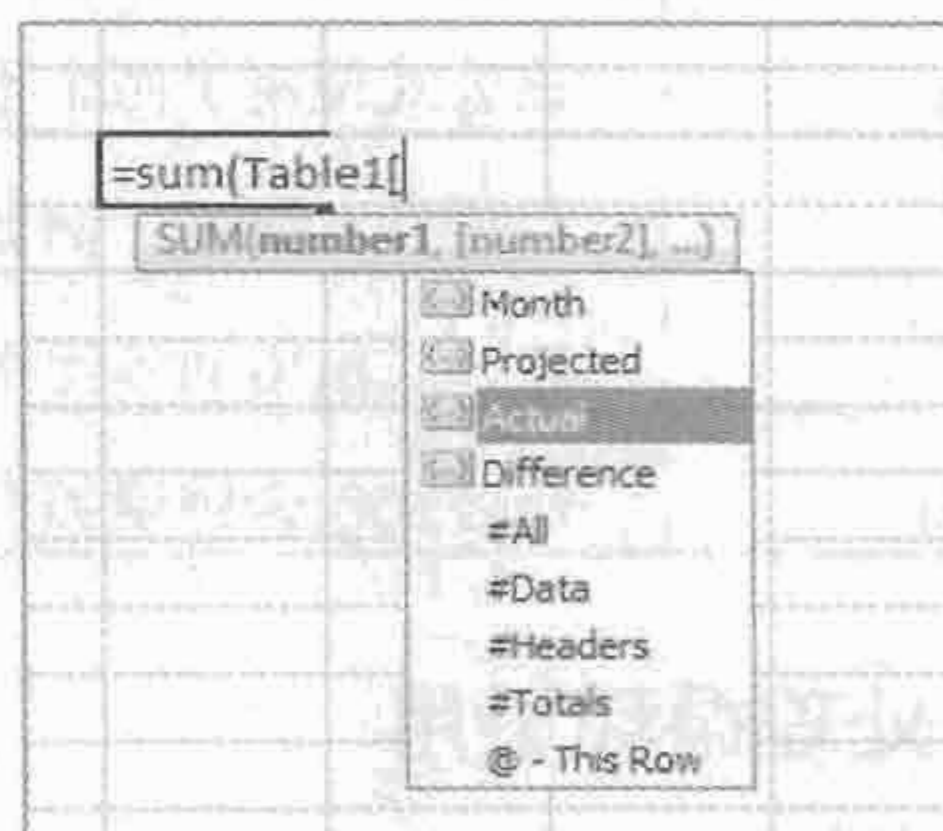 =sum(Table1[
SUM(number1, [number2], ...)
Month
Projected
Actual
Difference
#All
#Data
#Headers
#Totals
@ - This Row